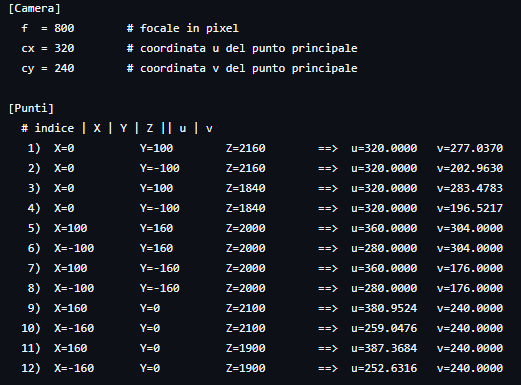 [Camera]
f = 800 # focale in pixel
cx = 320 # coordinata u del punto principale
cy = 240 # coordinata v del punto principale
[Punti]
# indice | X | Y | Z || u | v
1) X=0 Y=100 Z=2160 ==> u=320.0000 v=277.0370
2) X=0 Y=-100 Z=2160 ==> u=320.0000 v=202.9630
3) X=0 Y=100 Z=1840 ==> u=320.0000 v=283.4783
4) X=0 Y=-100 Z=1840 ==> u=320.0000 v=196.5217
5) X=100 Y=160 Z=2000 ==> u=360.0000 v=304.0000
6) X=-100 Y=160 Z=2000 ==> u=280.0000 v=304.0000
7) X=100 Y=-160 Z=2000 ==> u=360.0000 v=176.0000
8) X=-100 Y=-160 Z=2000 ==> u=280.0000 v=176.0000
9) X=160 Y=0 Z=2100 ==> u=380.9524 v=240.0000
10) X=-160 Y=0 Z=2100 ==> u=259.0476 v=240.0000
11) X=160 Y=0 Z=1900 ==> u=387.3684 v=240.0000
12) X=-160 Y=0 Z=1900 ==> u=252.6316 v=240.0000